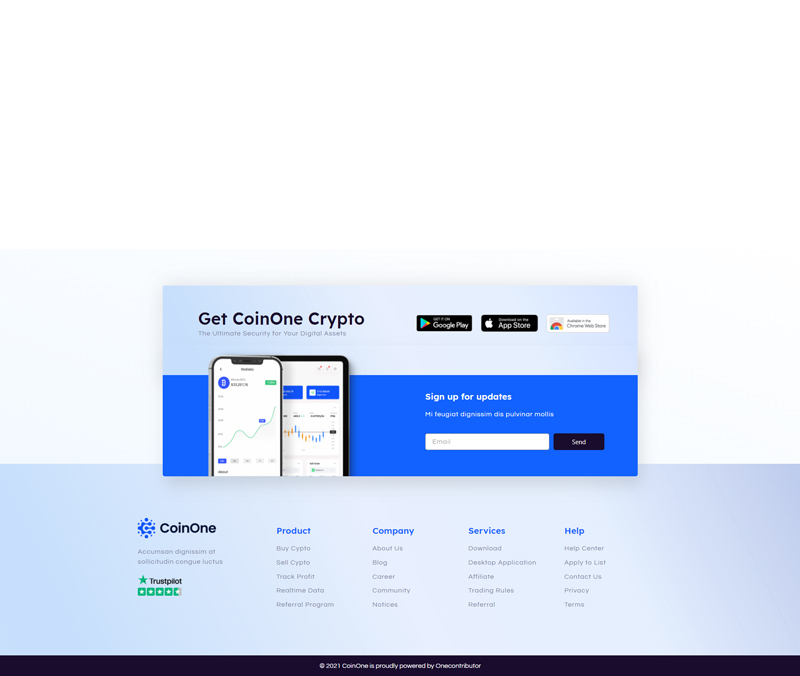 Get CoinOne Crypto
The Ultimate Security for Your Digital Assets
GET IT ON
Google Play
Download on the
App Store
Available in the
Chrome Web Store
Sign up for updates
Mi feugiat dignissim dis pulvinar mollis
Email
Send
About
CoinOne
Accumsan dignissim at
sollicitudin congue luctus
Trustpilot
Product
Buy Cypto
Sell Cypto
Track Profit
Realtime Data
Referral Program
Company
About Us
Blog
Career
Community
Notices
Services
Download
Desktop Application
Affiliate
Trading Rules
Referral
Help
Help Center
Apply to List
Contact Us
Privacy
Terms
© 2021 CoinOne is proudly powered by Onecontributor